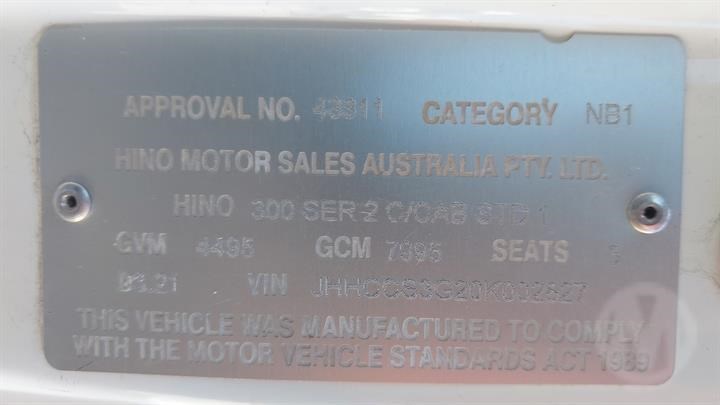 APPROVAL NO. 43811 CATEGORY NB1
HINO MOTOR SALES AUSTRALIA PTY. LTD.
HINO 300 SER 2 C/CAB STD 1
GVM 4495 GCM 7995 SEATS 3
03.21 VIN
THIS VEHICLE WAS MANUFACTURED TO COMPLY
WITH THE MOTOR VEHICLE STANDARDS ACT 1989